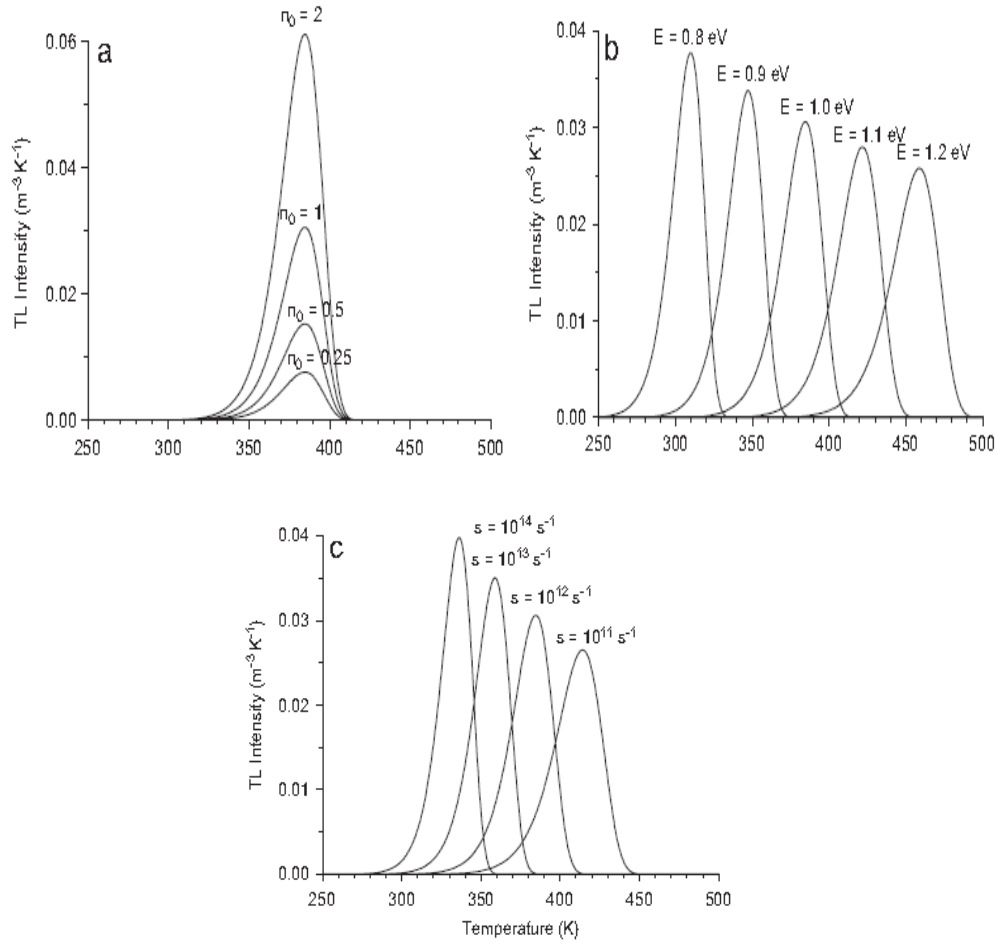 a
n₀ = 2
n₀ = 1
n₀ = 0.5
n₀ = 0.25
TL Intensity (m⁻³ K⁻¹)
0.06
0.04
0.02
0.00
250 300 350 400 450 500
b
E = 0.8 eV
E = 0.9 eV
E = 1.0 eV
E = 1.1 eV
E = 1.2 eV
TL Intensity (m⁻³ K⁻¹)
0.04
0.03
0.02
0.01
0.00
250 300 350 400 450 500
c
s = 10¹⁴ s⁻¹
s = 10¹³ s⁻¹
s = 10¹² s⁻¹
s = 10¹¹ s⁻¹
TL Intensity (m⁻³ K⁻¹)
0.04
0.03
0.02
0.01
0.00
250 300 350 400 450 500
Temperature (K)